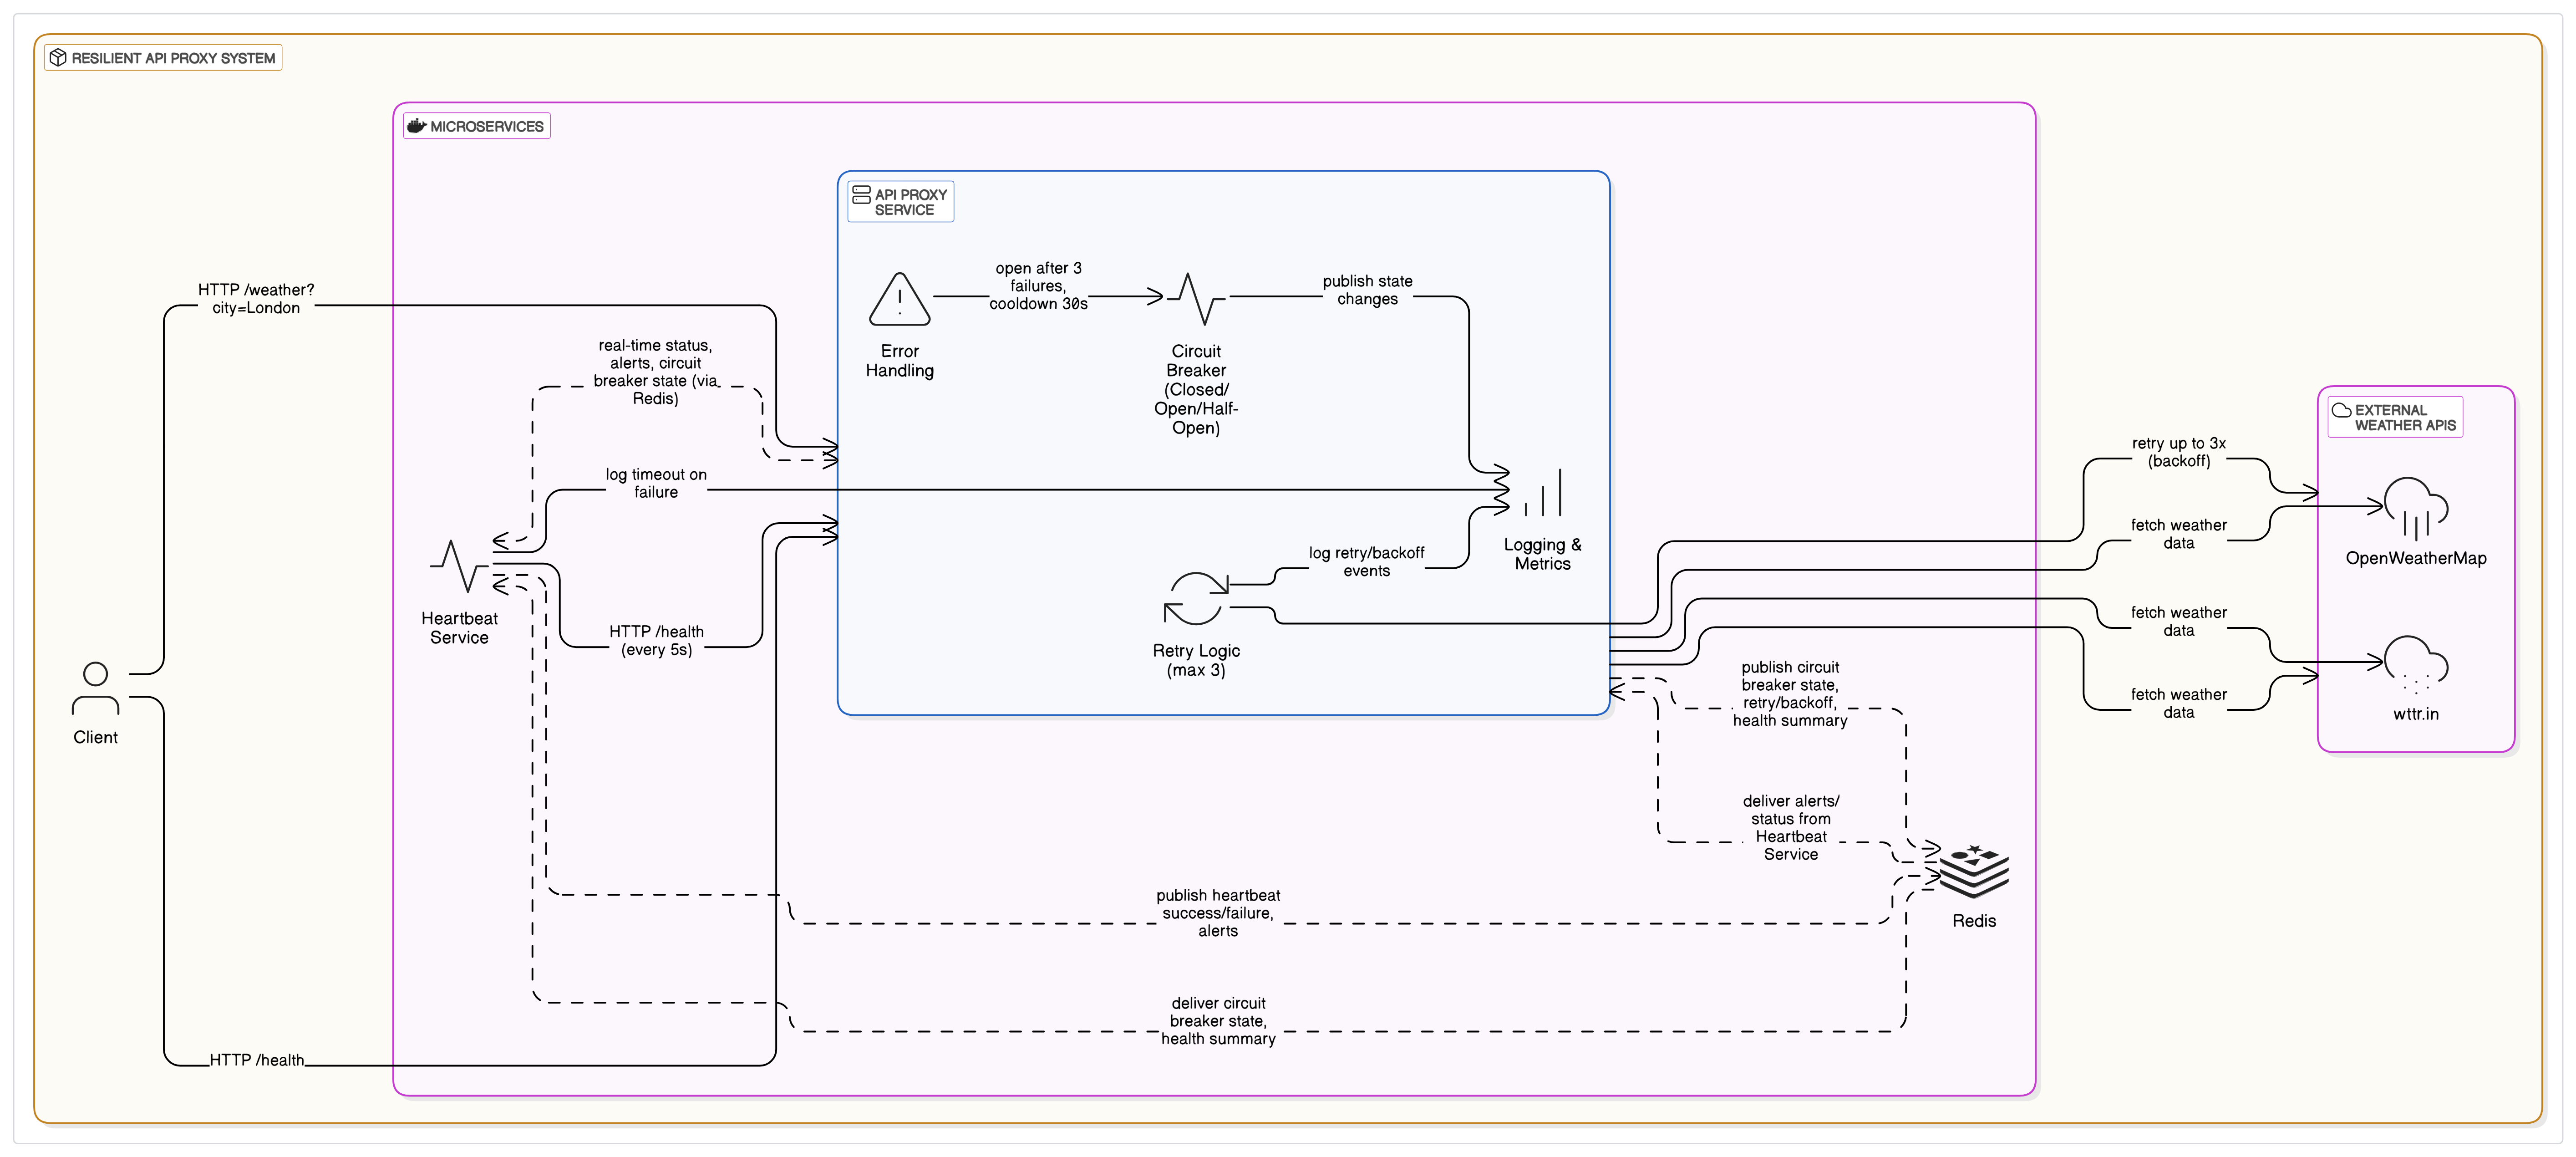 RESILIENT API PROXY SYSTEM
MICROSERVICES
API PROXY
SERVICE
HTTP /weather?
city=London
real-time status,
alerts, circuit
breaker state (via
Redis)
log timeout on
failure
HTTP /health
(every 5s)
Heartbeat
Service
Client
HTTP /health
Error
Handling
open after 3
failures,
cooldown 30s
Circuit
Breaker
(Closed/
Open/Half-
Open)
publish state
changes
Logging &
Metrics
log retry/backoff
events
Retry Logic
(max 3)
publish circuit
breaker state,
retry/backoff,
health summary
deliver alerts/
status from
Heartbeat
Service
Redis
publish heartbeat
success/failure,
alerts
deliver circuit
breaker state,
health summary
retry up to 3x
(backoff)
fetch weather
data
fetch weather
data
fetch weather
data
EXTERNAL
WEATHER APIS
OpenWeatherMap
wttr.in